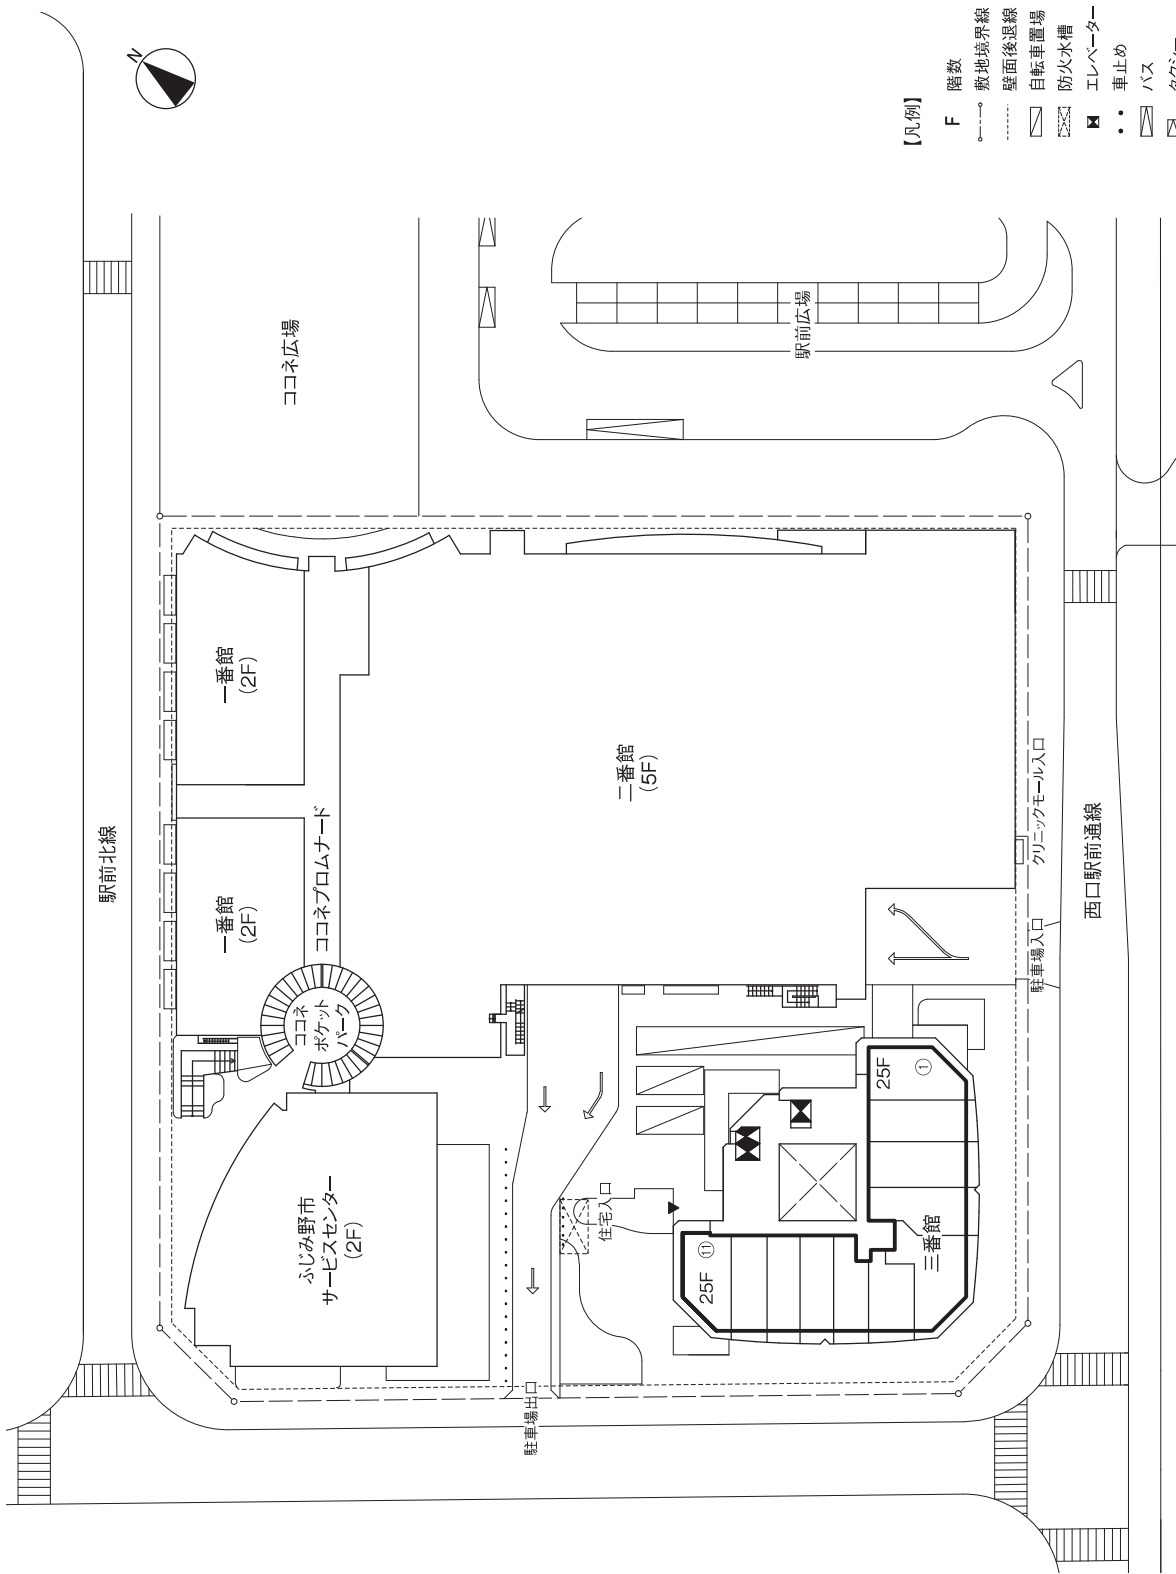 N
【凡例】
F 階数
敷地境界線
壁面後退線
自転車置場
防火水槽
エレベーター
車止め
バス
タクシー
駅前北線
ココネ広場
駅前広場
一番館
(2F)
一番館
(2F)
ココネプロムナード
二番館
(5F)
ココネ
ポケット
パーク
クリニックモール入口
西口駅前通線
駐車場入口
ふじみ野市
サービスセンター
(2F)
住宅入口
25F
①
25F
⑪
三番館
駐車場出口